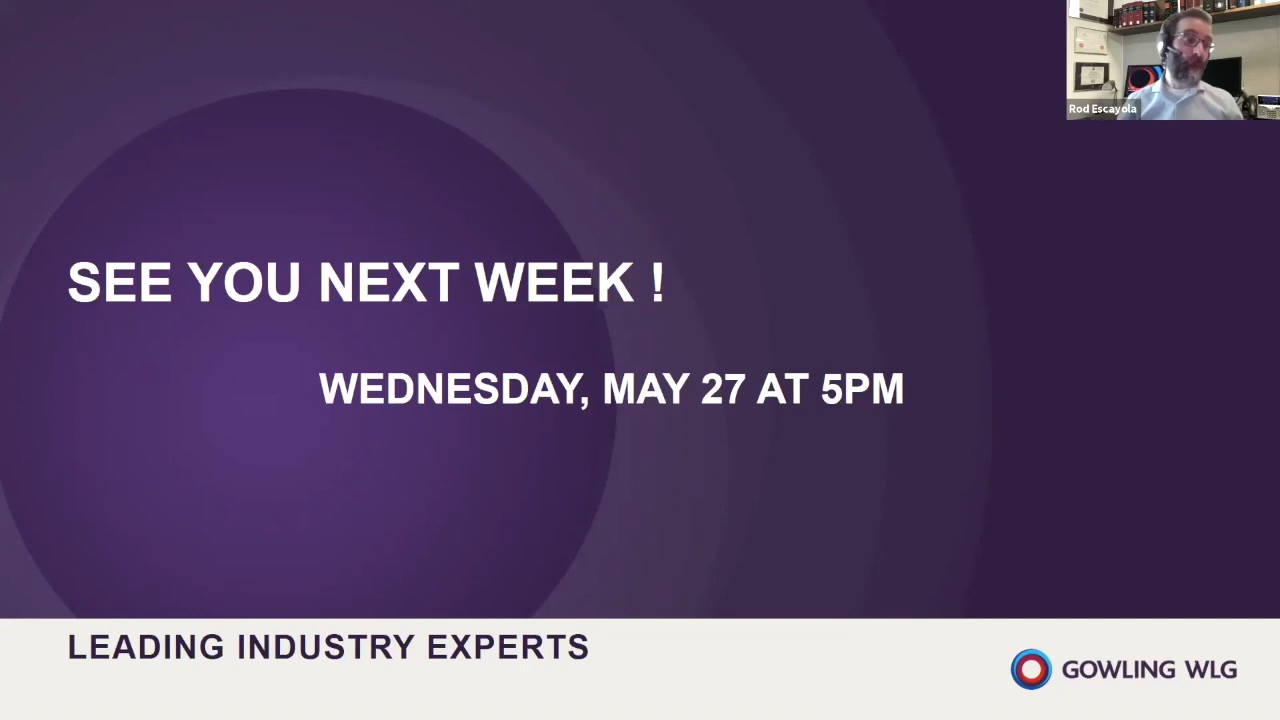 Rod Escayola
SEE YOU NEXT WEEK !
WEDNESDAY, MAY 27 AT 5PM
LEADING INDUSTRY EXPERTS
GOWLING WLG